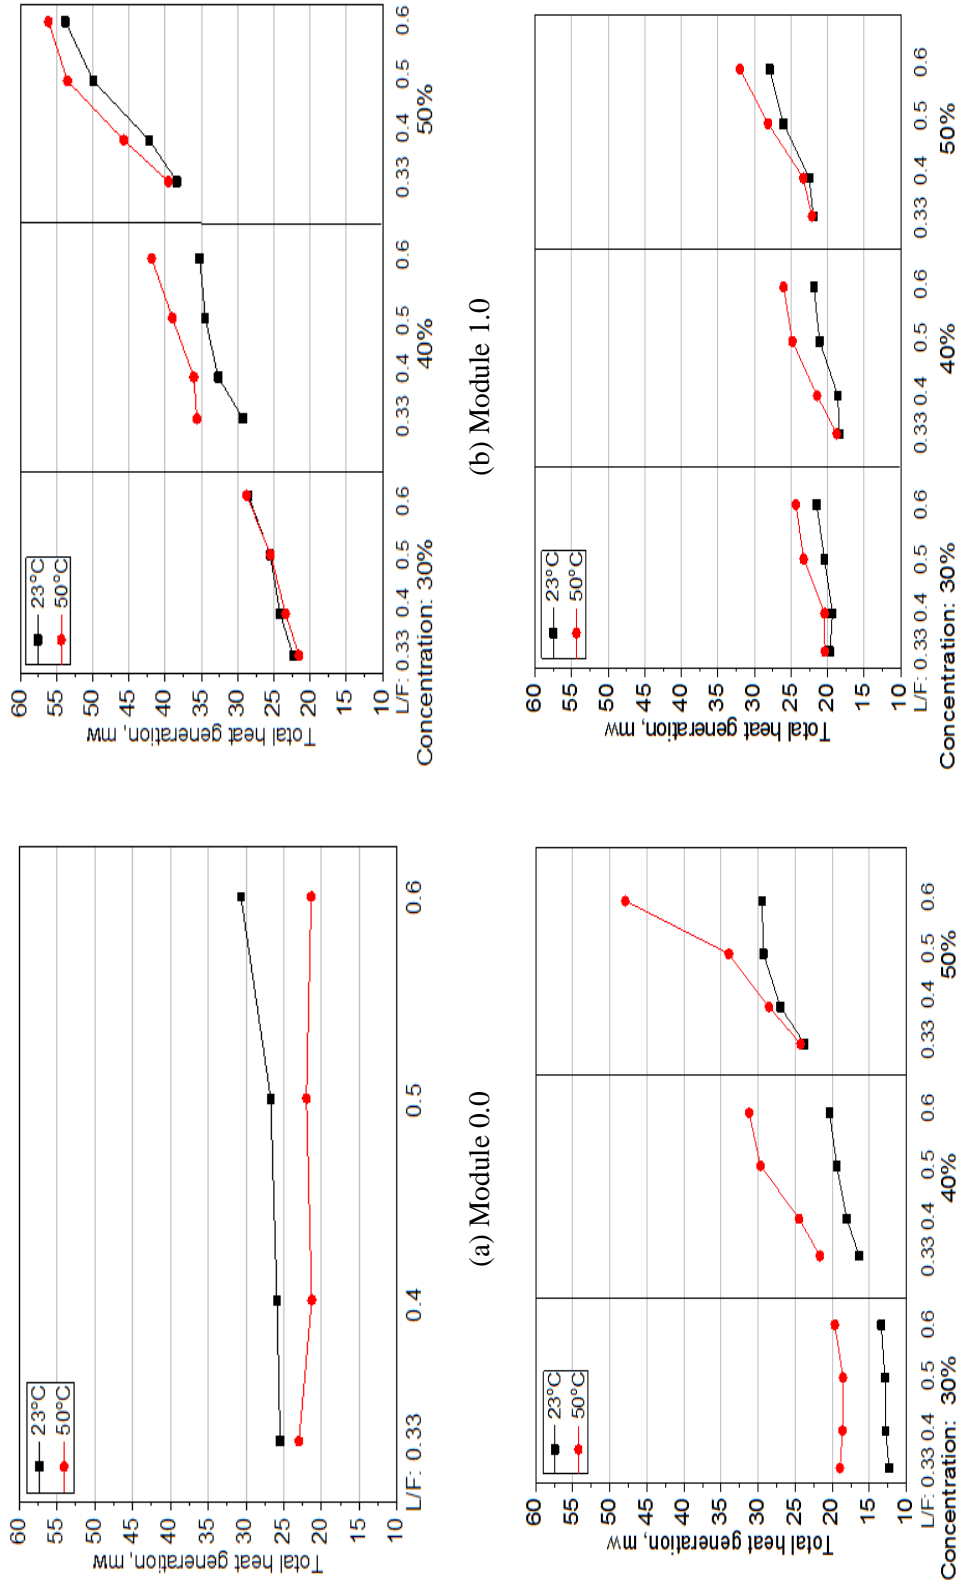 60
55
50
45
40
35
30
25
20
15
10
Total heat generation, mw
23°C
50°C
L/F: 0.33 0.4 0.5 0.6
(a) Module 0.0
60
55
50
45
40
35
30
25
20
15
10
Total heat generation, mw
23°C
50°C
L/F: 0.33 0.4 0.5 0.6 0.33 0.4 0.5 0.6 0.33 0.4 0.5 0.6
Concentration: 30% 40% 50%
(b) Module 1.0
60
55
50
45
40
35
30
25
20
15
10
Total heat generation, mw
23°C
50°C
L/F: 0.33 0.4 0.5 0.6 0.33 0.4 0.5 0.6 0.33 0.4 0.5 0.6
Concentration: 30% 40% 50%
60
55
50
45
40
35
30
25
20
15
10
Total heat generation, mw
23°C
50°C
L/F: 0.33 0.4 0.5 0.6 0.33 0.4 0.5 0.6 0.33 0.4 0.5 0.6
Concentration: 30% 40% 50%